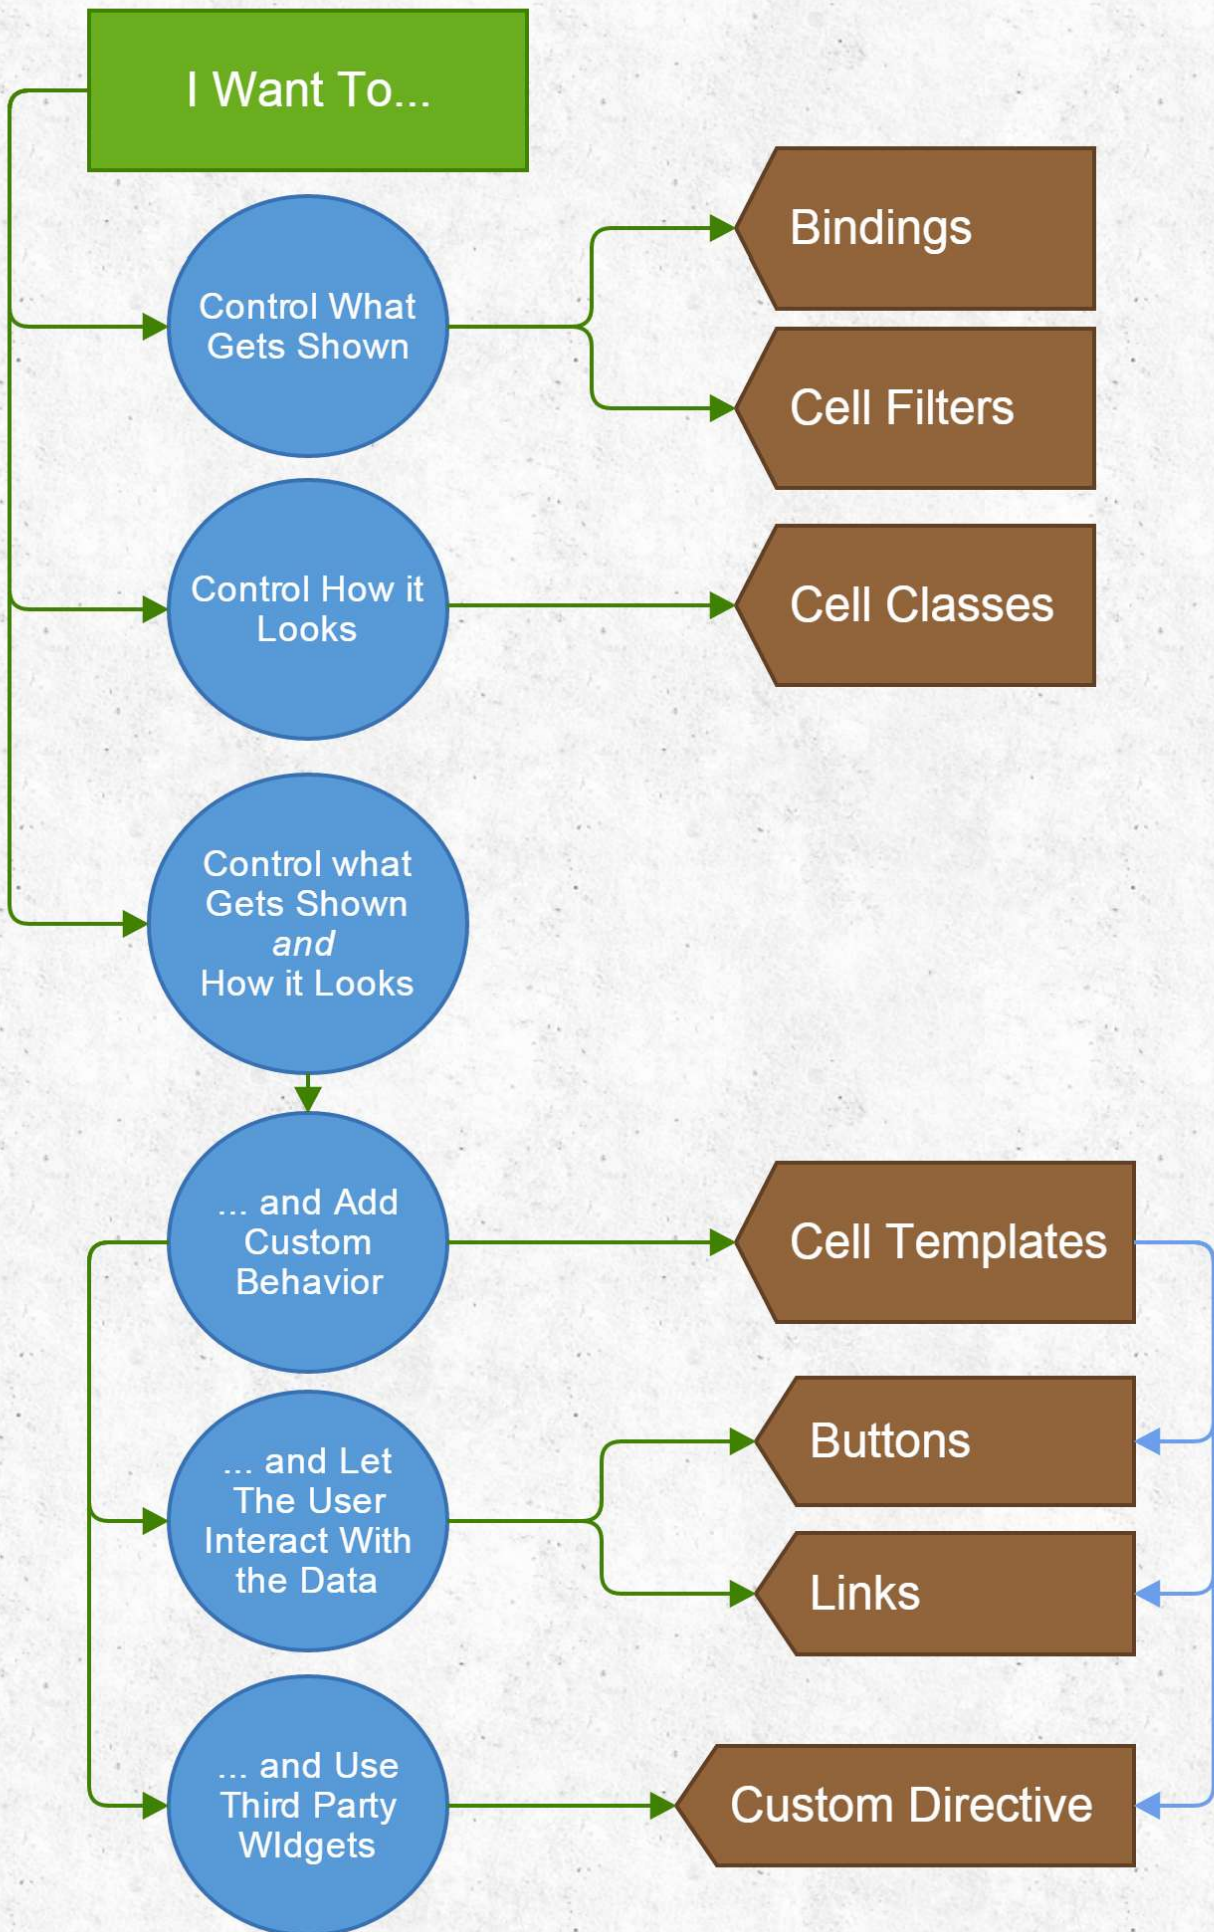 I Want To...
Control What
Gets Shown
Bindings
Cell Filters
Control How it
Looks
Cell Classes
Control what
Gets Shown
and
How it Looks
... and Add
Custom
Behavior
Cell Templates
... and Let
The User
Interact With
the Data
Buttons
Links
... and Use
Third Party
WIdgets
Custom Directive